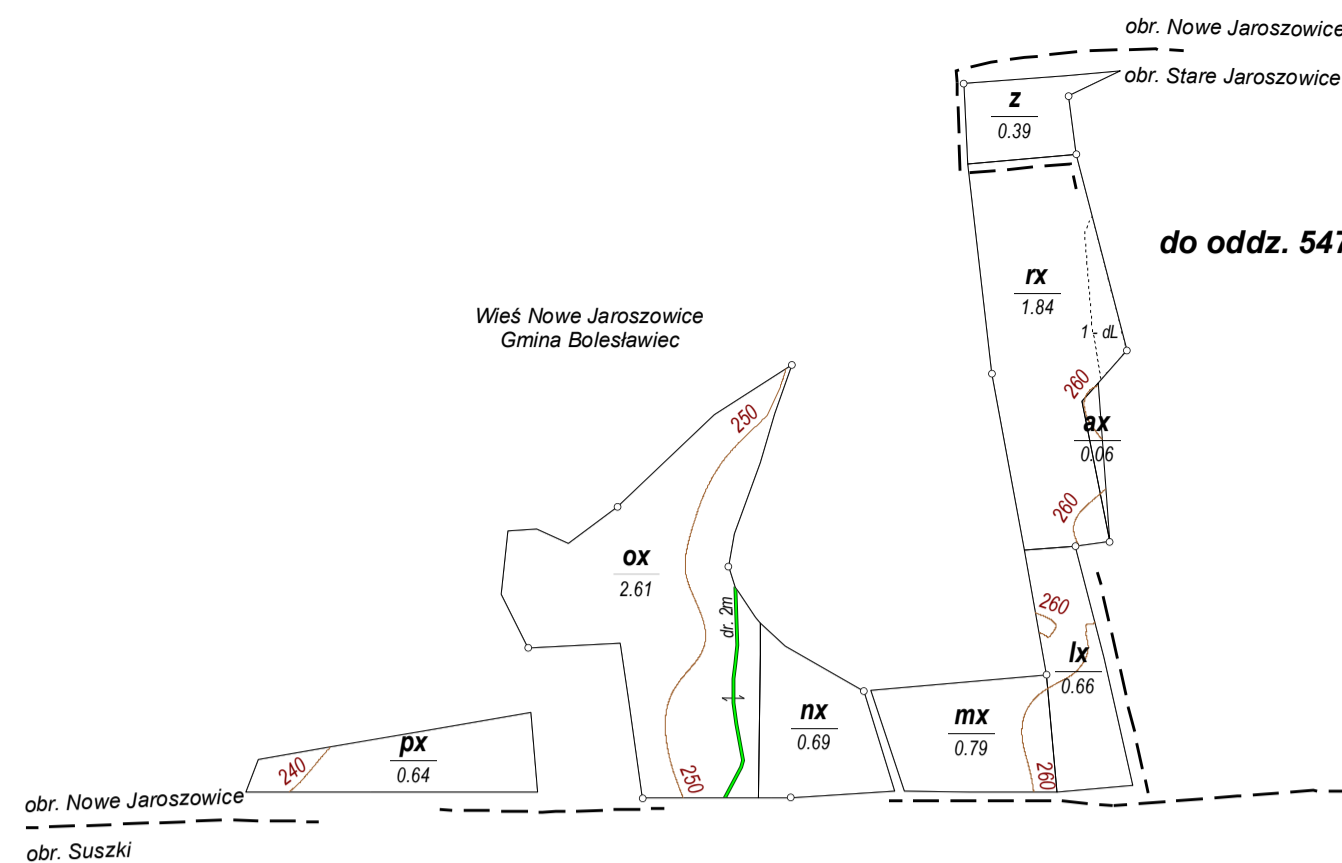 obr. Nowe Jaroszowice
obr. Stare Jaroszowice
z
0.39
do oddz. 547
rx
1.84
Wieś Nowe Jaroszowice
Gmina Bolesławiec
1 - dL
260
250
ax
0.06
260
ox
2.61
dr. 2m
260
lx
0.66
1
nx
0.69
mx
0.79
px
0.64
240
250
260
obr. Nowe Jaroszowice
obr. Suszki